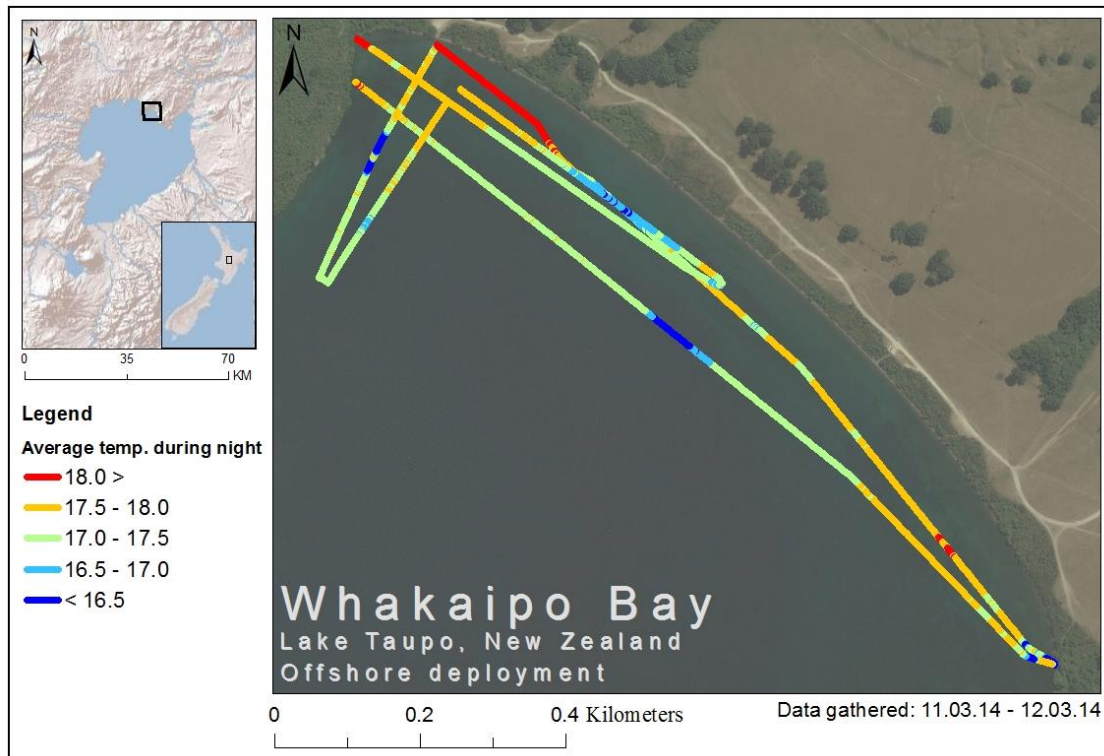 N
0 35 70
KM
Legend
Average temp. during night
18.0 >
17.5 - 18.0
17.0 - 17.5
16.5 - 17.0
< 16.5
N
Whakaipo Bay
Lake Taupo, New Zealand
Offshore deployment
0 0.2 0.4 Kilometers
Data gathered: 11.03.14 - 12.03.14